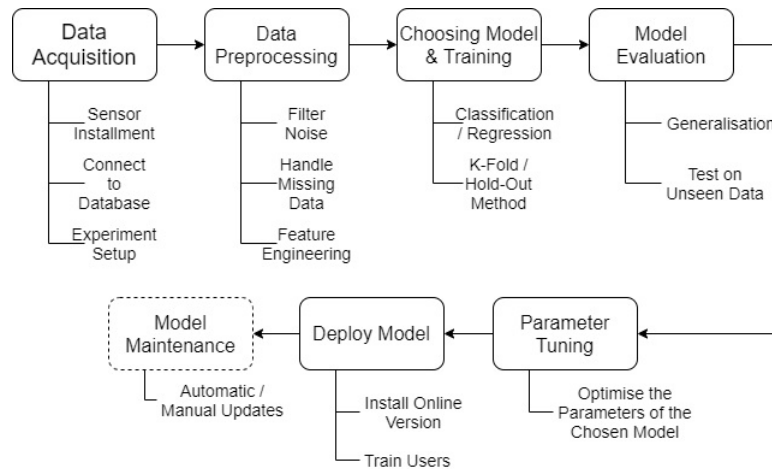 Data
Acquisition
Data
Preprocessing
Choosing Model
& Training
Model
Evaluation
Sensor
Installment
Connect
to
Database
Experiment
Setup
Filter
Noise
Handle
Missing
Data
Feature
Engineering
Classification
/ Regression
K-Fold /
Hold-Out
Method
Generalisation
Test on
Unseen Data
Model
Maintenance
Deploy Model
Parameter
Tuning
Automatic /
Manual Updates
Install Online
Version
Train Users
Optimise the
Parameters of the
Chosen Model